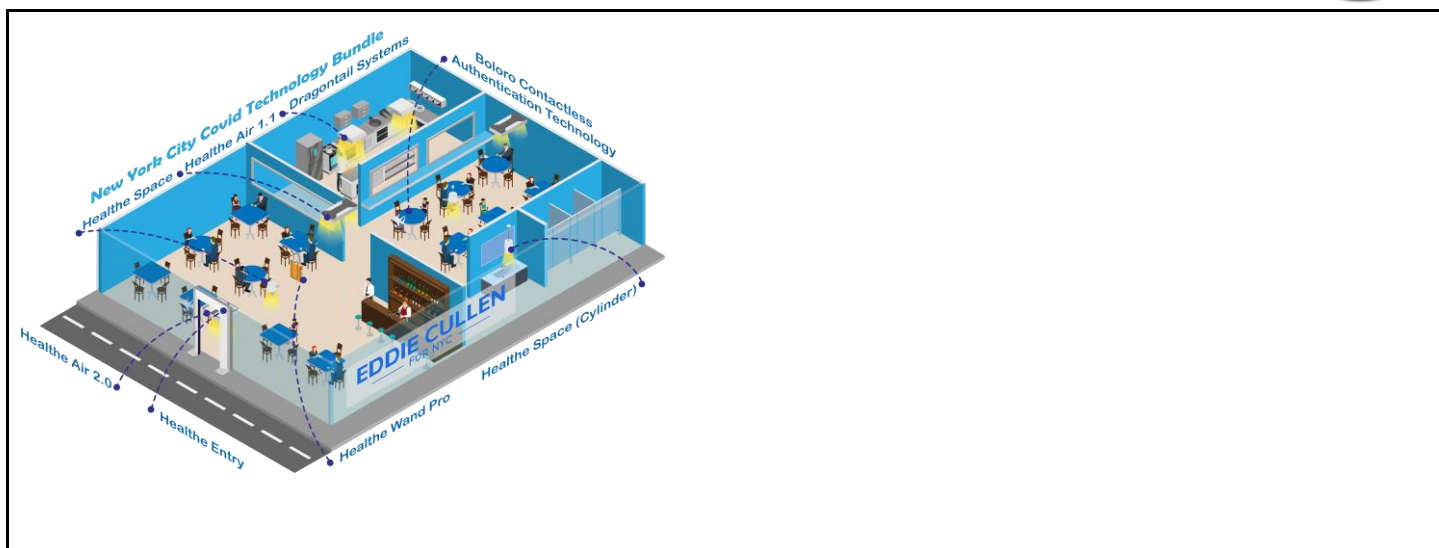 New York City Covid Technology Bundle
Healthe Space
Healthe Air 1.1
Dragontail Systems
Boloro Contactless
Authentication Technology
EDDIE CULLEN
FOR NYC
Healthe Air 2.0
Healthe Entry
Healthe Wand Pro
Healthe Space (Cylinder)